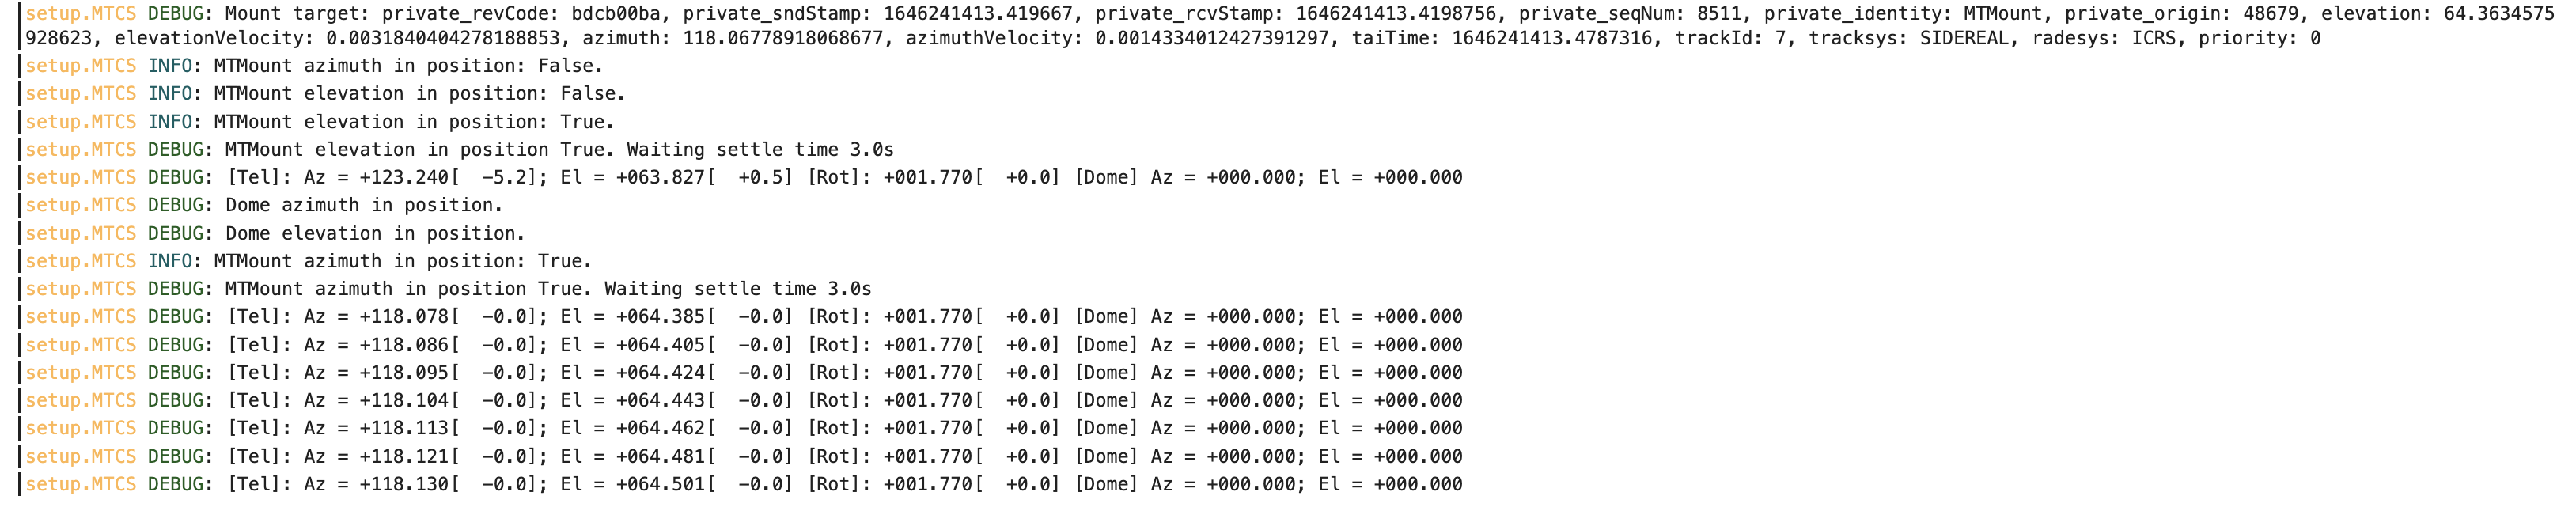 setup.MTCS DEBUG: Mount target: private_revCode: bdcb00ba, private_sndStamp: 1646241413.419667, private_rcvStamp: 1646241413.4198756, private_seqNum: 8511, private_identity: MTMount, private_origin: 48679, elevation: 64.3634575
928623, elevationVelocity: 0.0031840404278188853, azimuth: 118.06778918068677, azimuthVelocity: 0.0014334012427391297, taiTime: 1646241413.4787316, trackId: 7, tracksys: SIDEREAL, radesys: ICRS, priority: 0
setup.MTCS INFO: MTMount azimuth in position: False.
setup.MTCS INFO: MTMount elevation in position: False.
setup.MTCS INFO: MTMount elevation in position: True.
setup.MTCS DEBUG: MTMount elevation in position True. Waiting settle time 3.0s
setup.MTCS DEBUG: [Tel]: Az = +123.240[  -5.2]; El = +063.827[  +0.5] [Rot]: +001.770[  +0.0] [Dome] Az = +000.000; El = +000.000
setup.MTCS DEBUG: Dome azimuth in position.
setup.MTCS DEBUG: Dome elevation in position.
setup.MTCS INFO: MTMount azimuth in position: True.
setup.MTCS DEBUG: MTMount azimuth in position True. Waiting settle time 3.0s
setup.MTCS DEBUG: [Tel]: Az = +118.078[  -0.0]; El = +064.385[  -0.0] [Rot]: +001.770[  +0.0] [Dome] Az = +000.000; El = +000.000
setup.MTCS DEBUG: [Tel]: Az = +118.086[  -0.0]; El = +064.405[  -0.0] [Rot]: +001.770[  +0.0] [Dome] Az = +000.000; El = +000.000
setup.MTCS DEBUG: [Tel]: Az = +118.095[  -0.0]; El = +064.424[  -0.0] [Rot]: +001.770[  +0.0] [Dome] Az = +000.000; El = +000.000
setup.MTCS DEBUG: [Tel]: Az = +118.104[  -0.0]; El = +064.443[  -0.0] [Rot]: +001.770[  +0.0] [Dome] Az = +000.000; El = +000.000
setup.MTCS DEBUG: [Tel]: Az = +118.113[  -0.0]; El = +064.462[  -0.0] [Rot]: +001.770[  +0.0] [Dome] Az = +000.000; El = +000.000
setup.MTCS DEBUG: [Tel]: Az = +118.121[  -0.0]; El = +064.481[  -0.0] [Rot]: +001.770[  +0.0] [Dome] Az = +000.000; El = +000.000
setup.MTCS DEBUG: [Tel]: Az = +118.130[  -0.0]; El = +064.501[  -0.0] [Rot]: +001.770[  +0.0] [Dome] Az = +000.000; El = +000.000